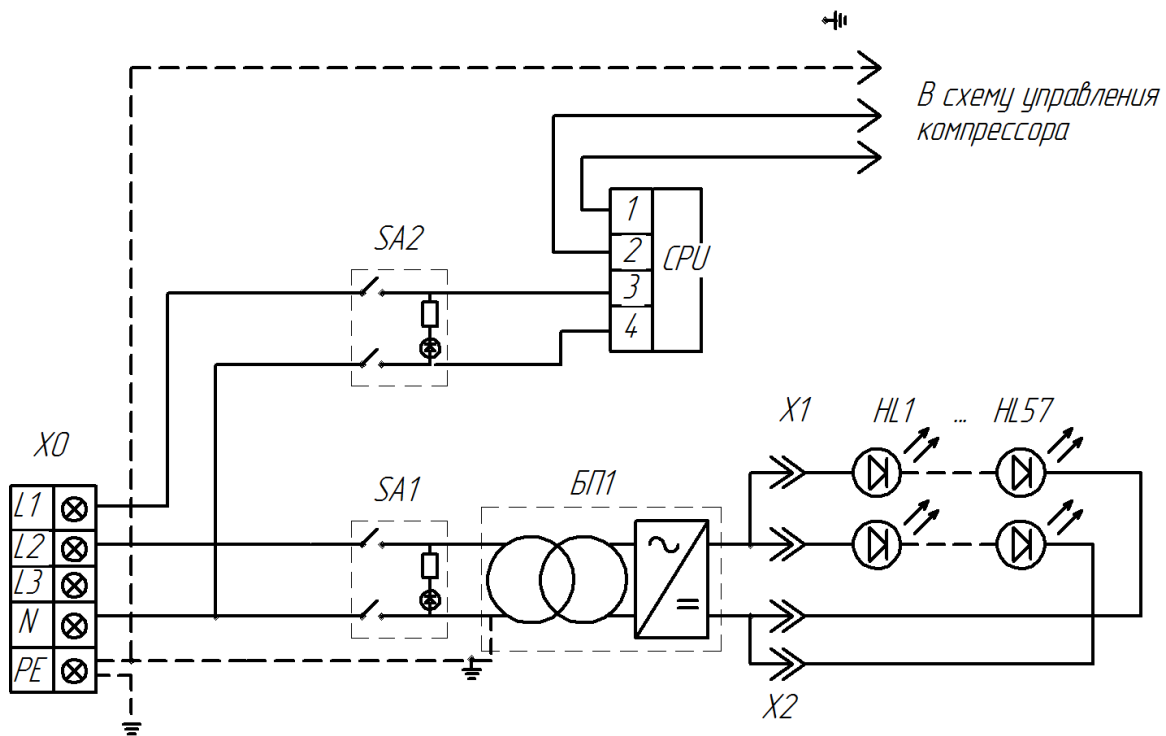 В схему управления
компрессора
1
SA2
2
CPU
3
4
X1
HL1 ... HL57
X0
SA1
БП1
L1
L2
L3
N
PE
X2